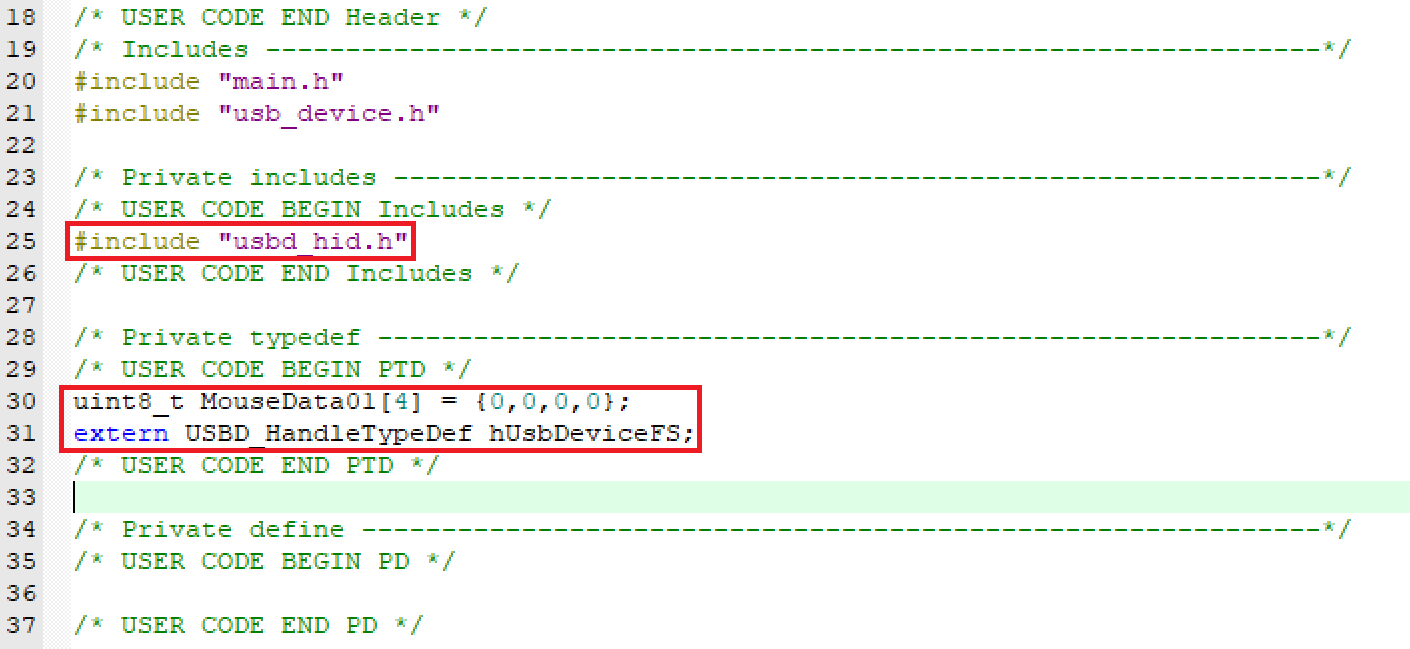 18 /* USER CODE END Header */
19 /* Includes ------------------------------------------------------------------*/
20 #include "main.h"
21 #include "usb_device.h"
22
23 /* Private includes ----------------------------------------------------------*/
24 /* USER CODE BEGIN Includes */
25 #include "usbd_hid.h"
26 /* USER CODE END Includes */
27
28 /* Private typedef -----------------------------------------------------------*/
29 /* USER CODE BEGIN PTD */
30 uint8_t MouseData01[4] = {0,0,0,0};
31 extern USBD_HandleTypeDef hUsbDeviceFS;
32 /* USER CODE END PTD */
33
34 /* Private define ------------------------------------------------------------*/
35 /* USER CODE BEGIN PD */
36
37 /* USER CODE END PD */